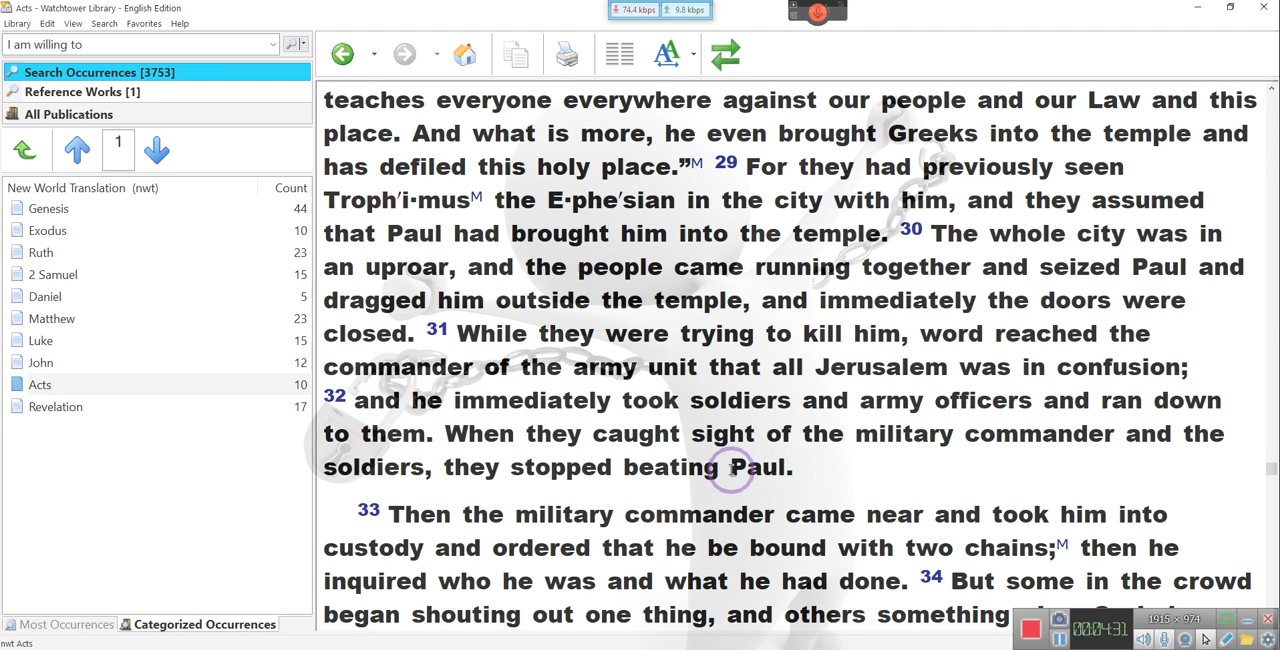 Acts - Watchtower Library - English Edition
74.4 kbps 9.8 kbps
Library Edit View Search Favorites Help
I am willing to
Search Occurrences [3753]
Reference Works [1]
All Publications
1
New World Translation (nwt) Count
Genesis 44
Exodus 10
Ruth 23
2 Samuel 15
Daniel 5
Matthew 23
Luke 15
John 12
Acts 10
Revelation 17
Most Occurrences Categorized Occurrences
nwt Acts
teaches everyone everywhere against our people and our Law and this
place. And what is more, he even brought Greeks into the temple and
has defiled this holy place.”M 29 For they had previously seen
Troph′i·musM the E·phe′sian in the city with him, and they assumed
that Paul had brought him into the temple. 30 The whole city was in
an uproar, and the people came running together and seized Paul and
dragged him outside the temple, and immediately the doors were
closed. 31 While they were trying to kill him, word reached the
commander of the army unit that all Jerusalem was in confusion;
32 and he immediately took soldiers and army officers and ran down
to them. When they caught sight of the military commander and the
soldiers, they stopped beating Paul.
33 Then the military commander came near and took him into
custody and ordered that he be bound with two chains;M then he
inquired who he was and what he had done. 34 But some in the crowd
began shouting out one thing, and others something
00:04:31
1915 × 974